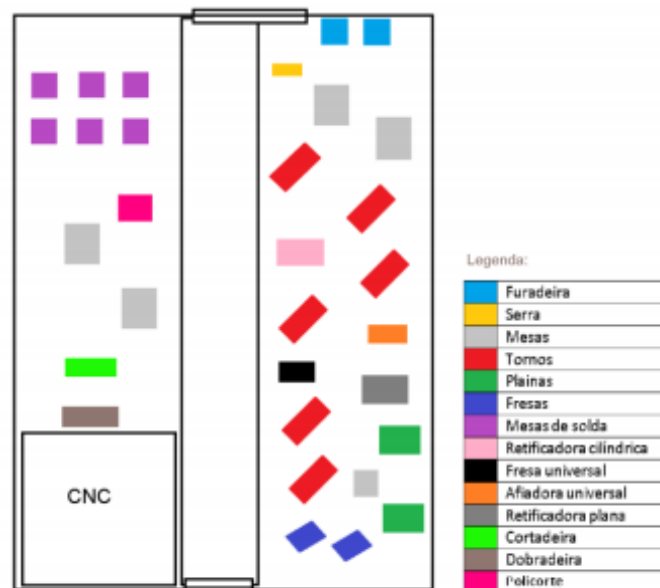 CNC
Legenda:
Furadeira
Serra
Mesas
Tornos
Plainas
Fresas
Mesas de solda
Retificadora cilíndrica
Fresa universal
Afiadora universal
Retificadora plana
Cortadeira
Dobradeira
Policorte